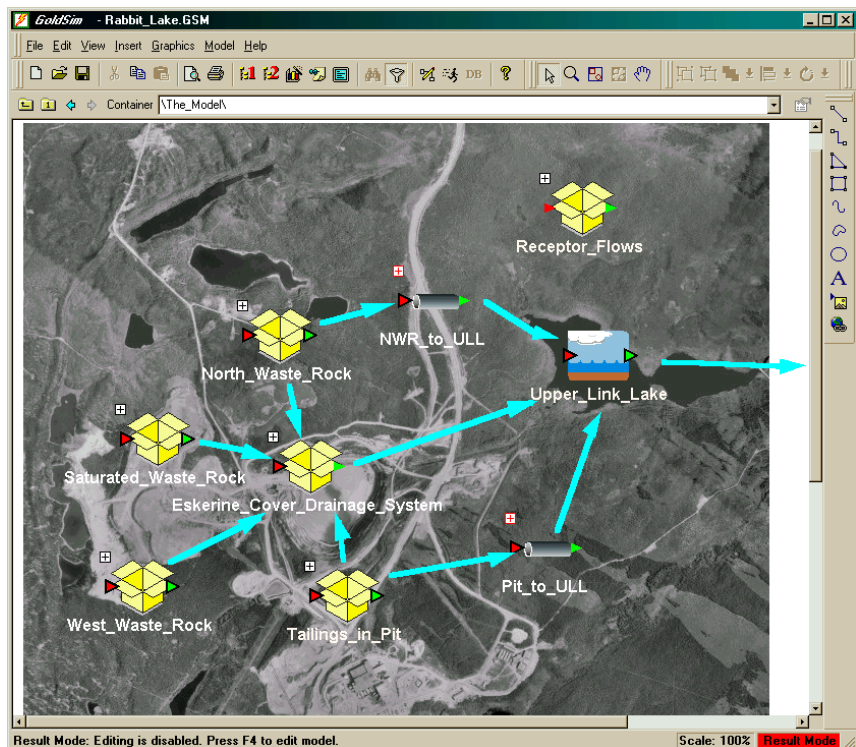 GoldSim - Rabbit_Lake.GSM
File Edit View Insert Graphics Model Help
DB
Container \The_Model\
Receptor_Flows
NWR_to_ULL
North_Waste_Rock
Upper_Link_Lake
Saturated_Waste_Rock
Eskerine_Cover_Drainage_System
Pit_to_ULL
West_Waste_Rock
Tailings_in_Pit
Result Mode: Editing is disabled. Press F4 to edit model. Scale: 100% Result Mode